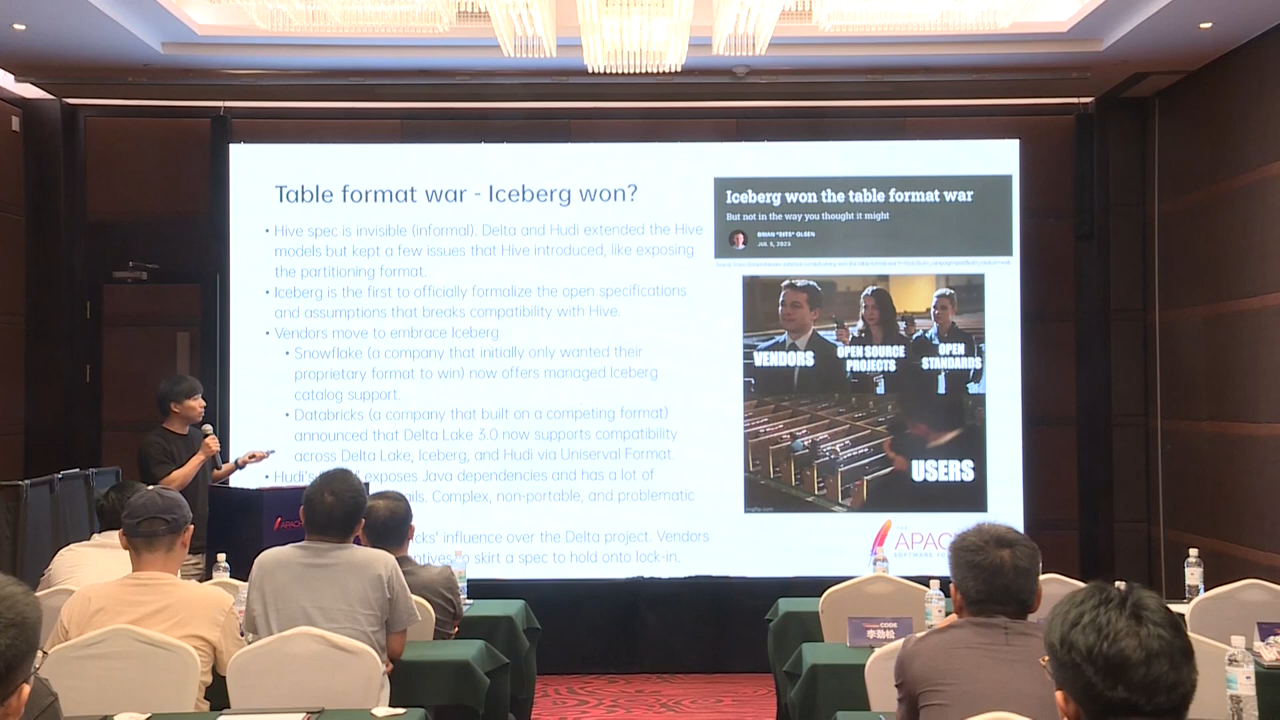 Table format war - Iceberg won?
• Hive spec is invisible (informal). Delta and Hudi extended the Hive
models but kept a few issues that Hive introduced, like exposing
the partitioning format.
• Iceberg is the first to officially formalize the open specifications
and assumptions that breaks compatibility with Hive.
• Vendors move to embrace Iceberg
• Snowflake (a company that initially only wanted their
proprietary format to win) now offers managed Iceberg
catalog support.
• Databricks (a company that built on a competing format)
announced that Delta Lake 3.0 now supports compatibility
across Delta Lake, Iceberg, and Hudi via Uniserval Format.
• Hudi's exposes Java dependencies and has a lot of
Complex, non-portable, and problematic
influence over the Delta project. Vendors
to skirt a spec to hold onto lock-in.
Iceberg won the table format war
But not in the way you thought it might
BRIAN "BITS" OLSEN
JUL 5, 2023
VENDORS
OPEN SOURCE
PROJECTS
OPEN
STANDARDS
USERS
imgflip.com
THE
APAC
SOFTWARE
APACH
CODE
李劲松